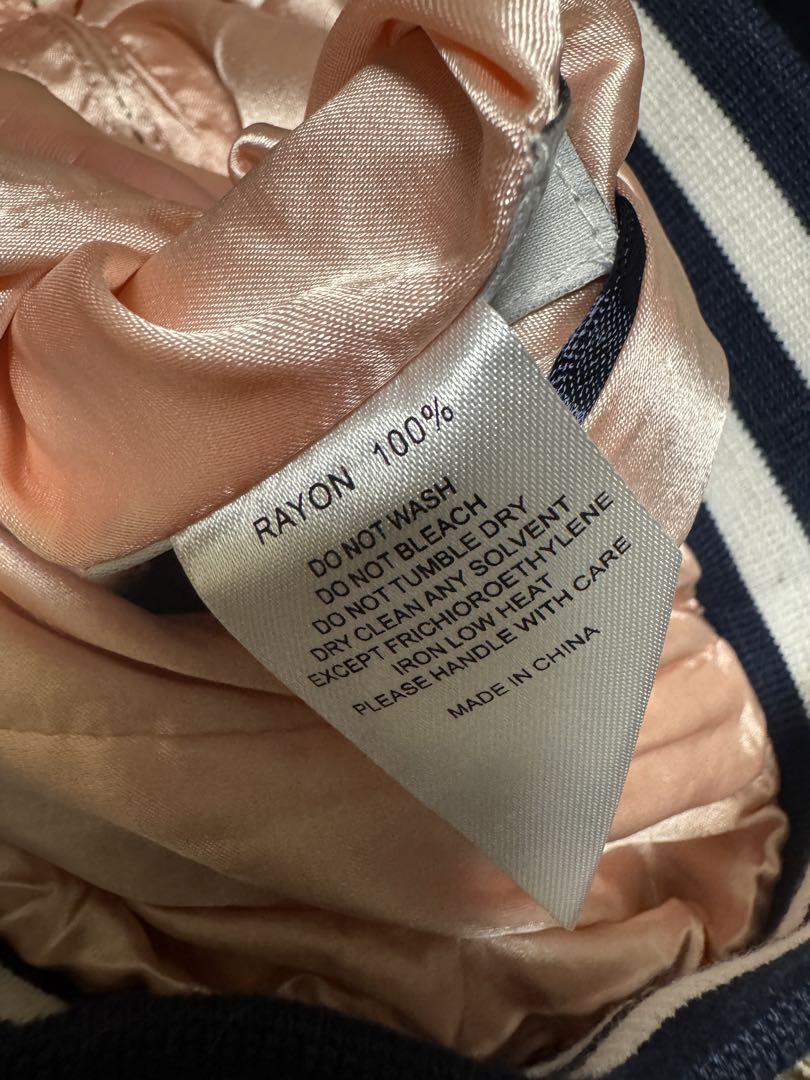 RAYON 100%
DO NOT WASH
DO NOT BLEACH
DO NOT TUMBLE DRY
DRY CLEAN ANY SOLVENT
EXCEPT FRICHIOROETHYLENE
IRON LOW HEAT
PLEASE HANDLE WITH CARE
MADE IN CHINA